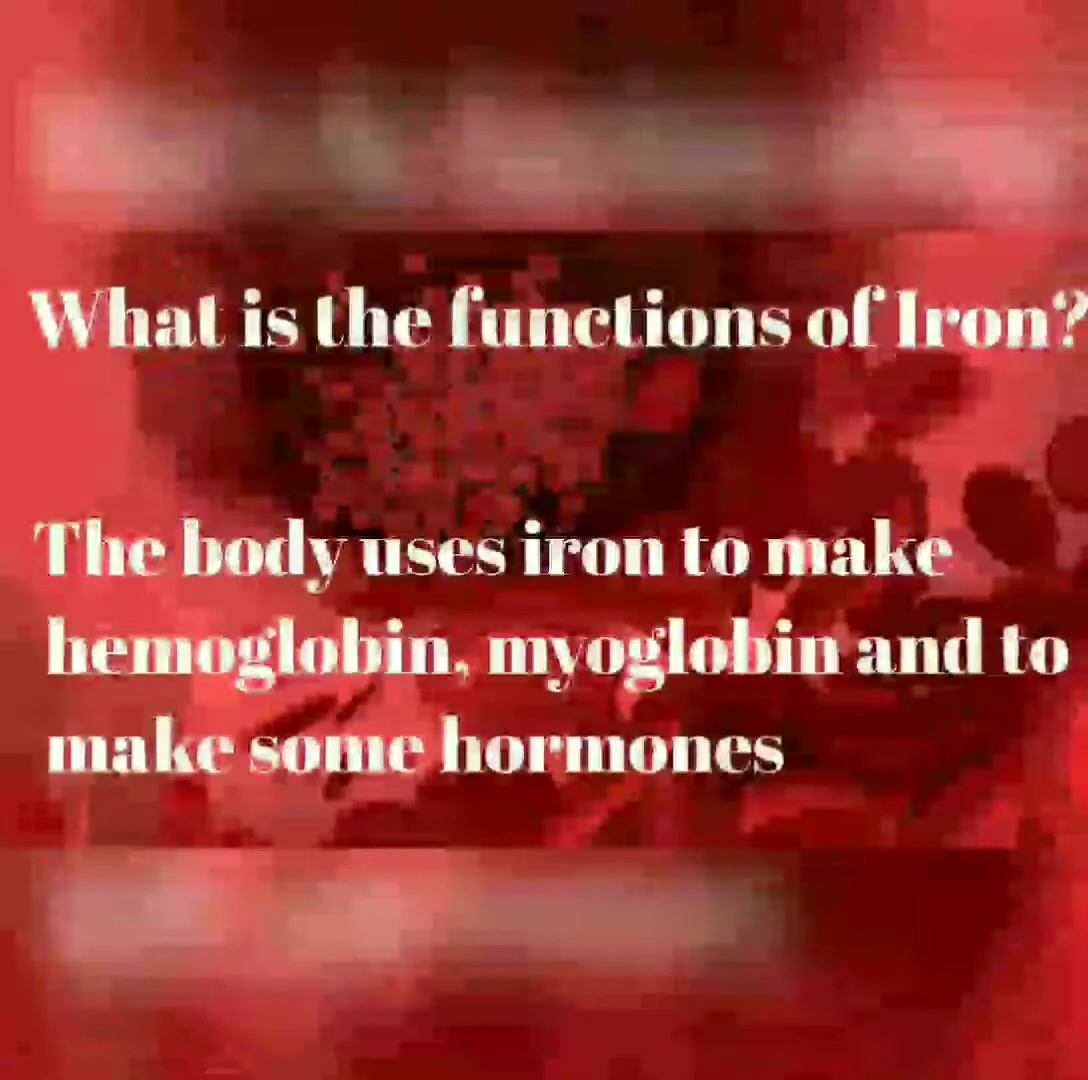 What is the functions of Iron?
The body uses iron to make
hemoglobin, myoglobin and to
make some hormones